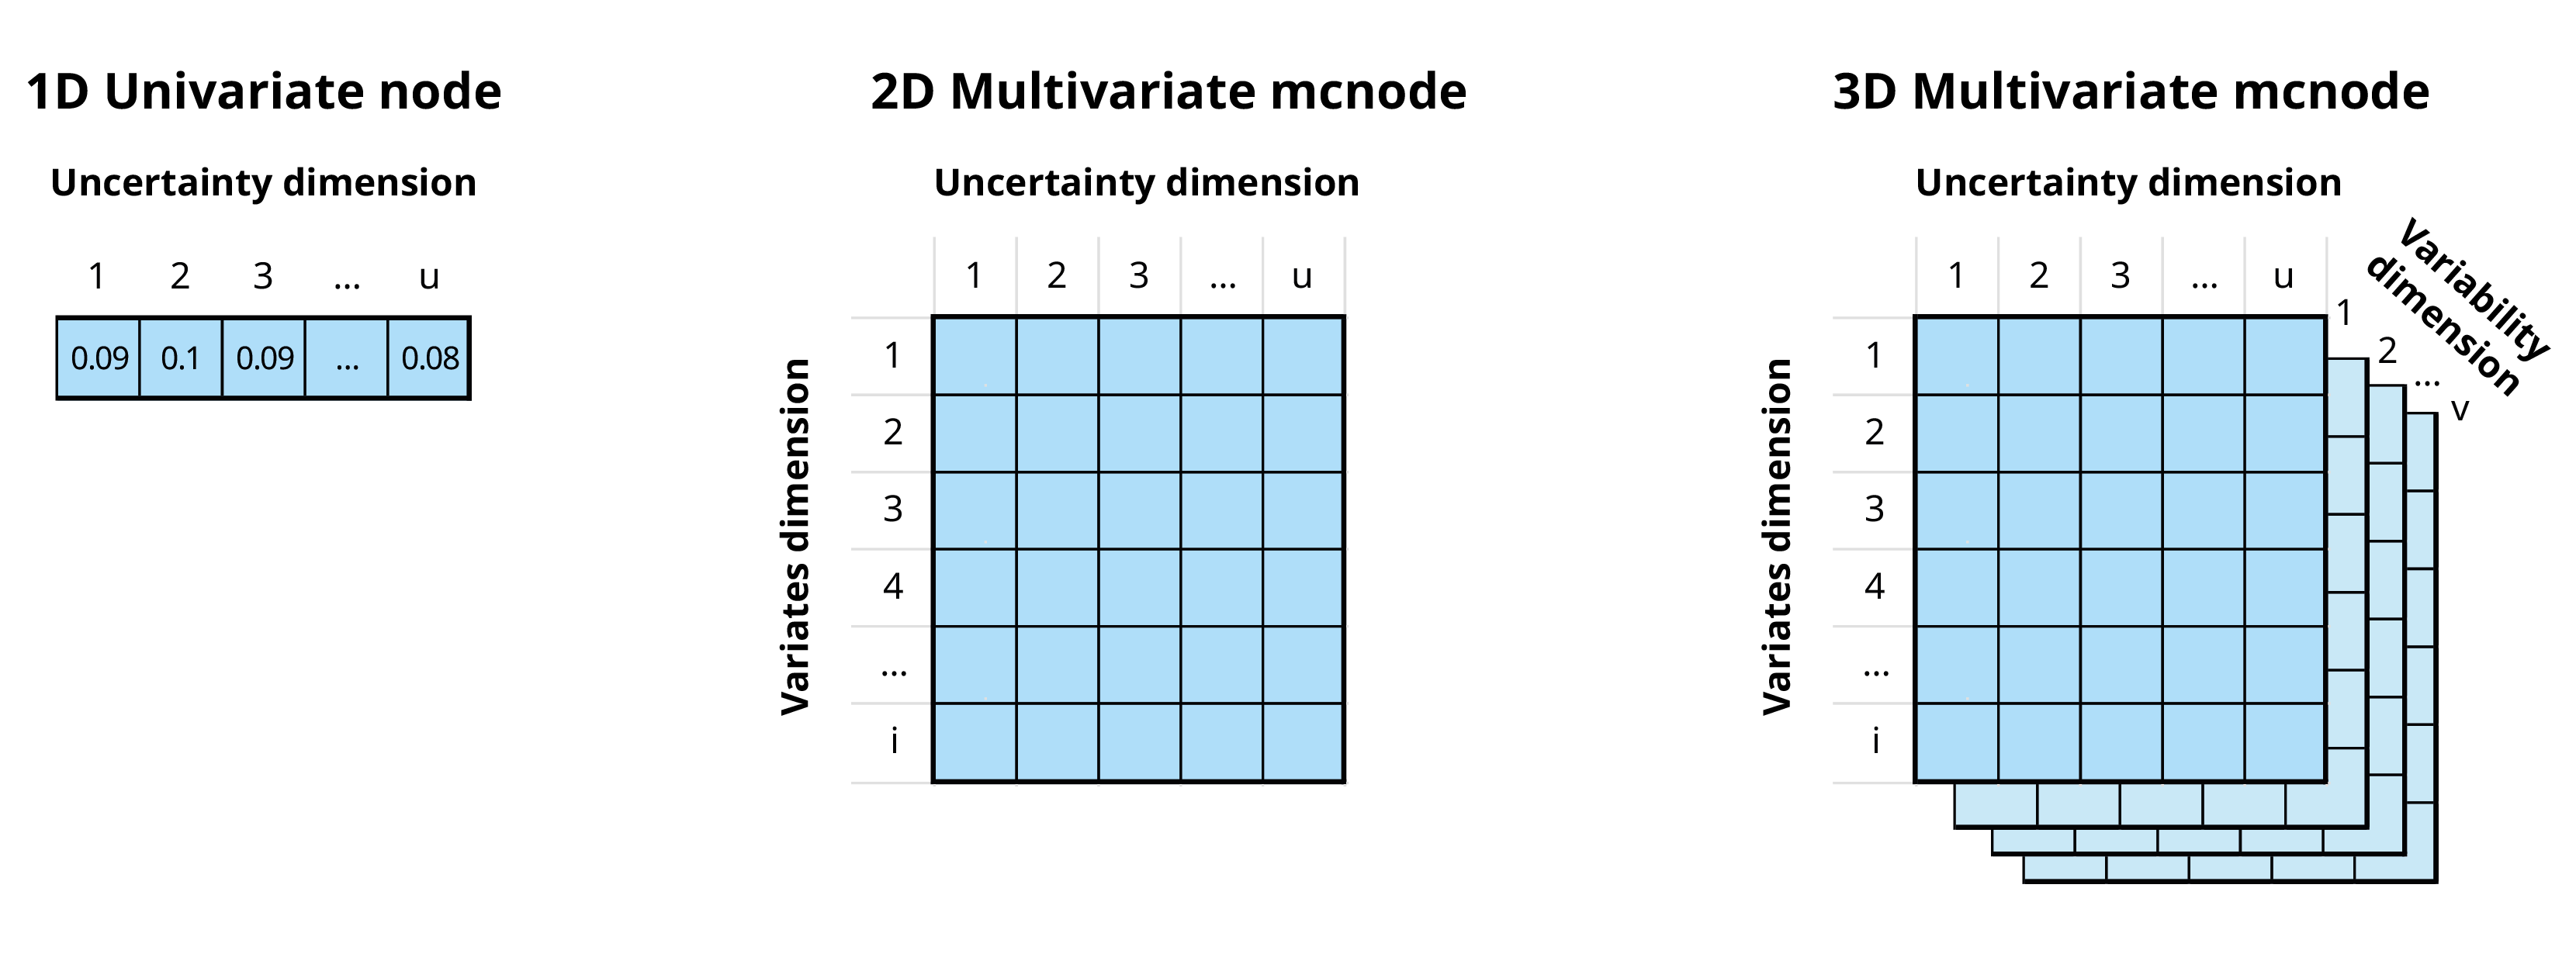 1D Univariate node
Uncertainty dimension
1 2 3 ... u
0.09 0.1 0.09 ... 0.08
2D Multivariate mcnode
Uncertainty dimension
1 2 3 ... u
Variates dimension
1
2
3
4
...
i
3D Multivariate mcnode
Uncertainty dimension
1 2 3 ... u
Variability
dimension
1
2
...
v
Variates dimension
1
2
3
4
...
i